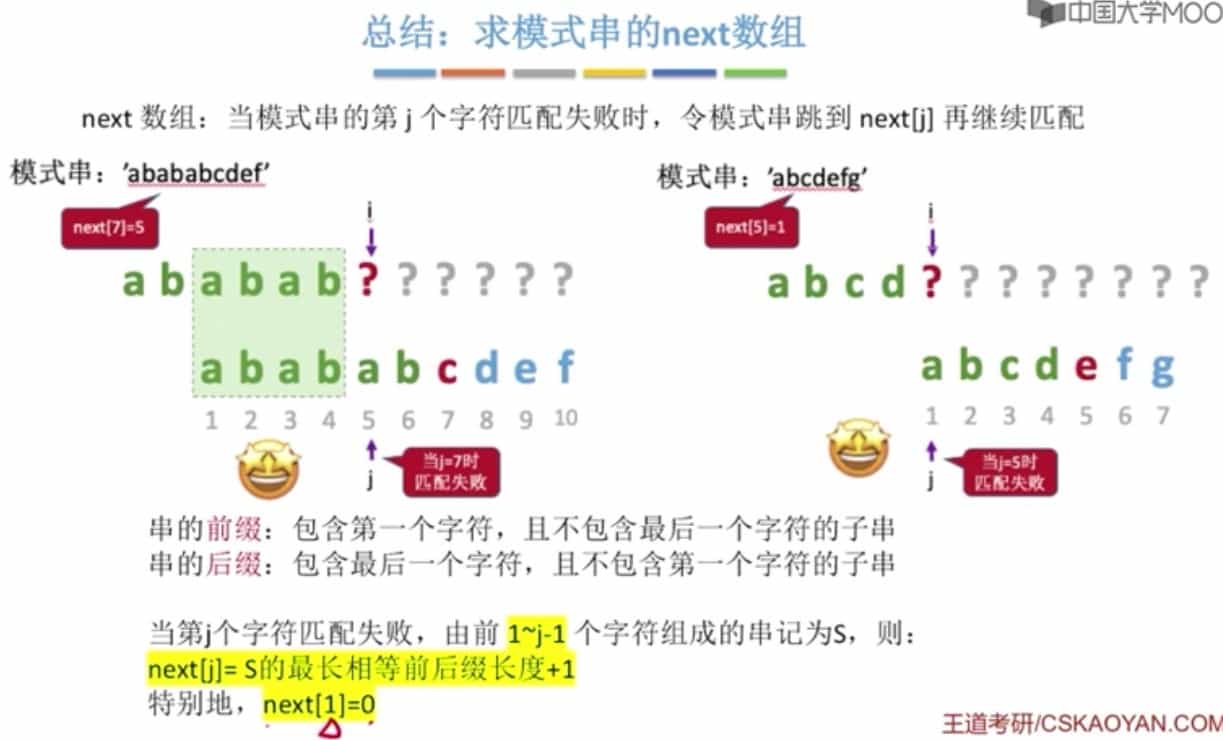 中国大学MOO
总结：求模式串的next数组
next 数组：当模式串的第 j 个字符匹配失败时，令模式串跳到 next[j] 再继续匹配
模式串：'abababcdef'
next[7]=5
i
a b a b a b ? ? ? ? ? ?
a b a b a b c d e f
1 2 3 4 5 6 7 8 9 10
j
当j=7时
匹配失败
模式串：'abcdefg'
next[5]=1
i
a b c d ? ? ? ? ? ? ? ?
a b c d e f g
1 2 3 4 5 6 7
j
当j=5时
匹配失败
串的前缀：包含第一个字符，且不包含最后一个字符的子串
串的后缀：包含最后一个字符，且不包含第一个字符的子串
当第j个字符匹配失败，由前 1~j-1 个字符组成的串记为S，则：
next[j]= S的最长相等前后缀长度+1
特别地，next[1]=0
王道考研/CSKAOYAN.COM